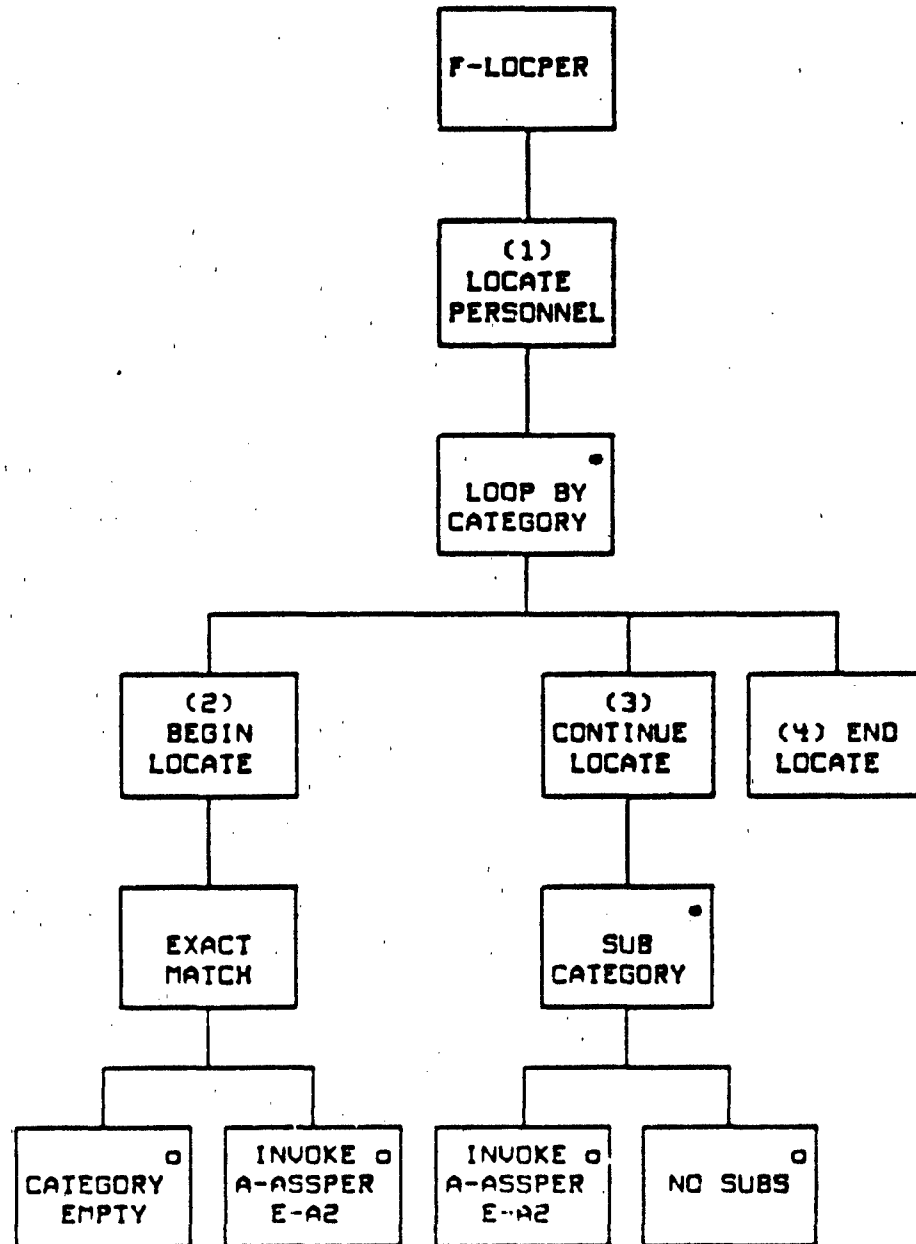 F-LOCPER
(1)
LOCATE
PERSONNEL
LOOP BY
CATEGORY
(2)
BEGIN
LOCATE
(3)
CONTINUE
LOCATE
(4) END
LOCATE
EXACT
MATCH
SUB
CATEGORY
CATEGORY
EMPTY
INVOKE
A-ASSPER
E-A2
INVOKE
A-ASSPER
E-A2
NO SUBS